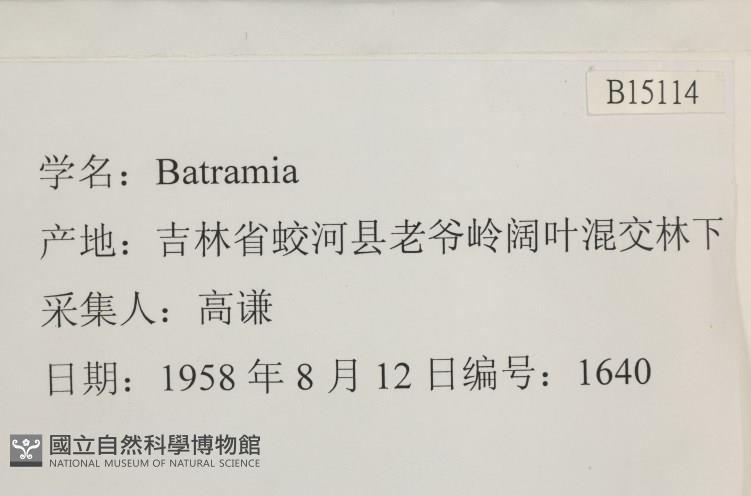 B15114
学名：Batramia
产地：吉林省蛟河县老爷岭阔叶混交林下
采集人：高谦
日期：1958 年 8 月 12 日编号：1640
國立自然科學博物館
NATIONAL MUSEUM OF NATURAL SCIENCE